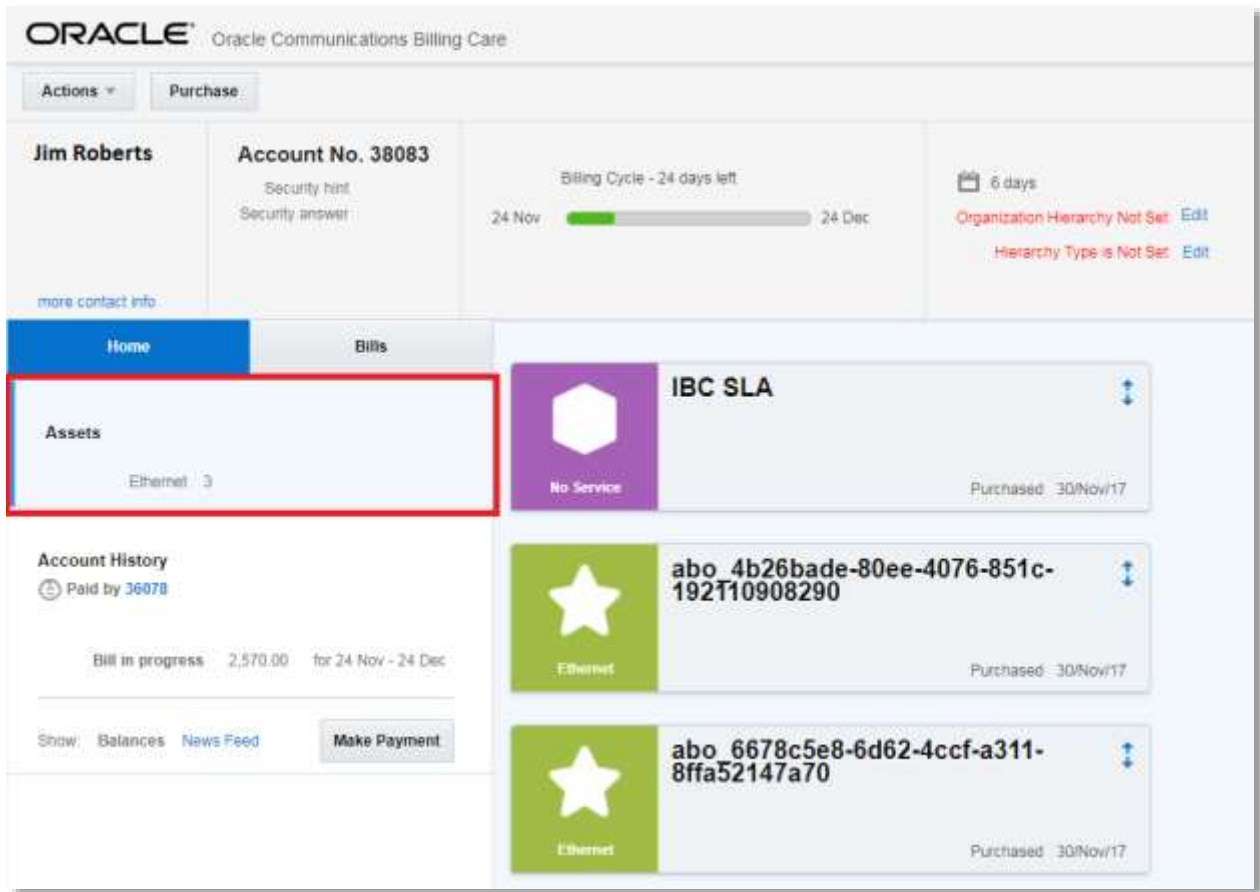 ORACLE Oracle Communications Billing Care
Actions Purchase
Jim Roberts
more contact info
Account No. 38083
Security hint
Security answer
Billing Cycle - 24 days left
24 Nov 24 Dec
6 days
Organization Hierarchy Not Set Edit
Hierarchy Type is Not Set Edit
Home Bills
Assets
Ethernet 3
Account History
Paid by 36078
Bill in progress 2,570.00 for 24 Nov - 24 Dec
Show: Balances News Feed Make Payment
IBC SLA
No Service
Purchased 30/Nov/17
abo_4b26bade-80ee-4076-851c-
192110908290
Ethernet
Purchased 30/Nov/17
abo_6678c5e8-6d62-4ccf-a311-
8ffa52147a70
Ethernet
Purchased 30/Nov/17